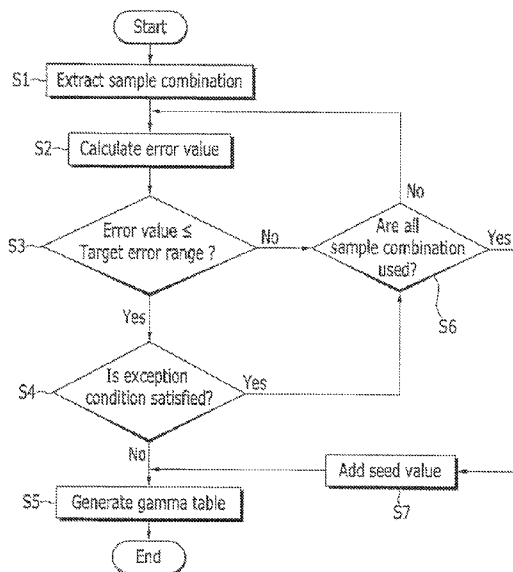 Start
S1
Extract sample combination
S2
Calculate error value
S3
Error value ≤
Target error range ?
No
Yes
No
Are all
sample combination
used?
Yes
S6
S4
Is exception
condition satisfied?
Yes
No
Add seed value
S7
S5
Generate gamma table
End